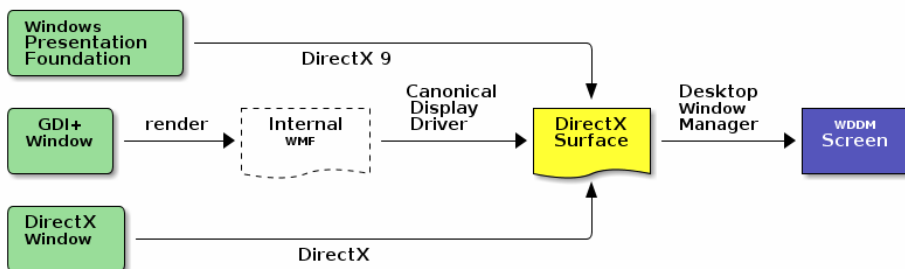 Windows
Presentation
Foundation
DirectX 9
GDI+
Window
render
Internal
WMF
Canonical
Display
Driver
DirectX
Surface
Desktop
Window
Manager
WDDM
Screen
DirectX
Window
DirectX